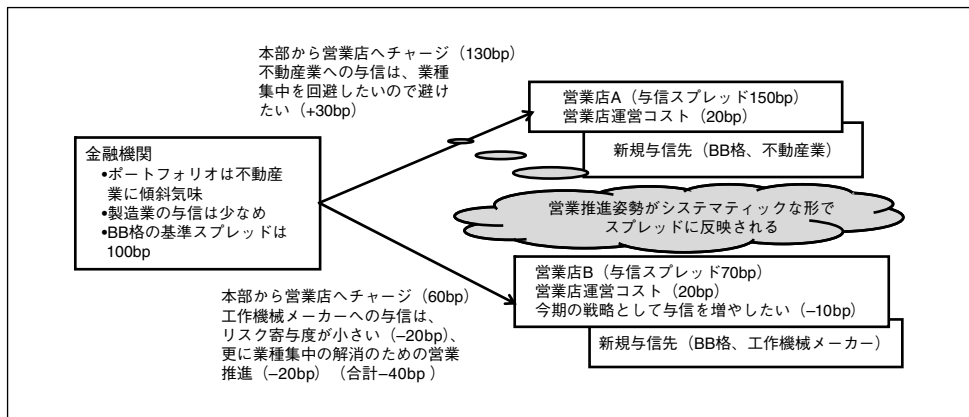 本部から営業店へチャージ（130bp）
不動産業への与信は、業種
集中を回避したいので避け
たい（+30bp）
営業店A（与信スプレッド150bp）
営業店運営コスト（20bp）
新規与信先（BB格、不動産業）
金融機関
•ポートフォリオは不動産
業に傾斜気味
•製造業の与信は少なめ
•BB格の基準スプレッドは
100bp
営業推進姿勢がシステマティックな形で
スプレッドに反映される
営業店B（与信スプレッド70bp）
営業店運営コスト（20bp）
今期の戦略として与信を増やしたい（−10bp）
新規与信先（BB格、工作機械メーカー）
本部から営業店へチャージ（60bp）
工作機械メーカーへの与信は、
リスク寄与度が小さい（−20bp）、
更に業種集中の解消のための営業
推進（−20bp）（合計−40bp ）